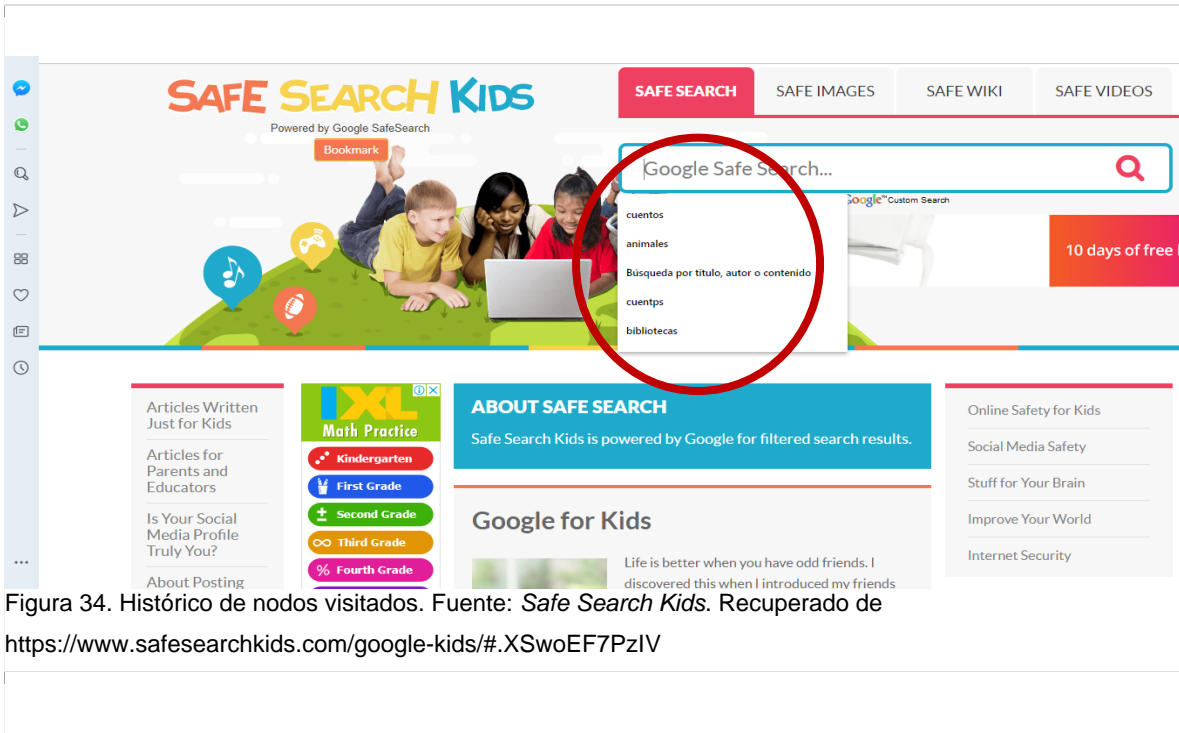 SAFE SEARCH KIDS
Powered by Google SafeSearch
Bookmark
SAFE SEARCH
SAFE IMAGES
SAFE WIKI
SAFE VIDEOS
Google Safe Search...
Google™ Custom Search
cuentos
animales
Búsqueda por título, autor o contenido
cuentps
bibliotecas
10 days of free
Articles Written
Just for Kids
Articles for
Parents and
Educators
Is Your Social
Media Profile
Truly You?
About Posting
IXL
Math Practice
Kindergarten
First Grade
± Second Grade
∞ Third Grade
% Fourth Grade
ABOUT SAFE SEARCH
Safe Search Kids is powered by Google for filtered search results.
Google for Kids
Life is better when you have odd friends. I
discovered this when I introduced my friends
Online Safety for Kids
Social Media Safety
Stuff for Your Brain
Improve Your World
Internet Security
Figura 34. Histórico de nodos visitados. Fuente: Safe Search Kids. Recuperado de
https://www.safesearchkids.com/google-kids/#.XSwoEF7PzIV